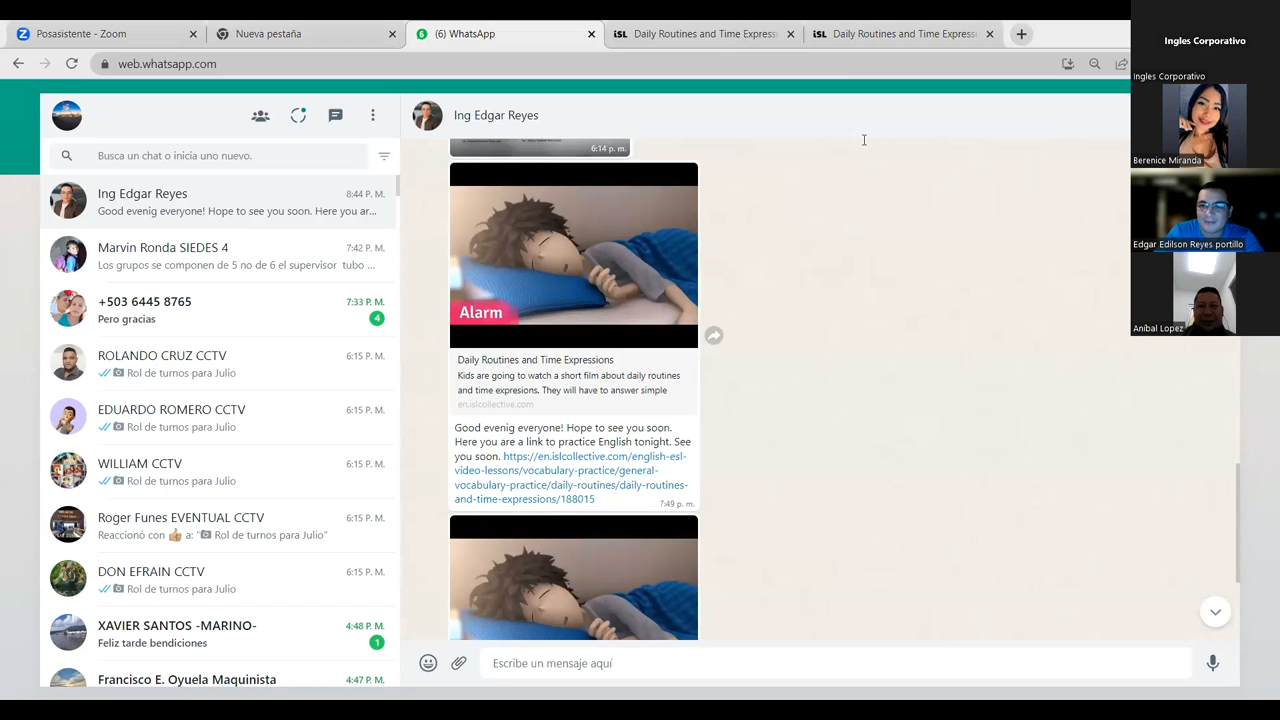 Posasistente - Zoom
Nueva pestaña
(6) WhatsApp
iSL Daily Routines and Time Express
iSL Daily Routines and Time Express
web.whatsapp.com
Ingles Corporativo
Ingles Corporativo
Berenice Miranda
Edgar Edilson Reyes portillo
Aníbal Lopez
Busca un chat o inicia uno nuevo.
Ing Edgar Reyes
8:44 P. M.
Good evenig everyone! Hope to see you soon. Here you ar...
Marvin Ronda SIEDES 4
7:42 P. M.
Los grupos se componen de 5 no de 6 el supervisor tubo ...
+503 6445 8765
7:33 P. M.
Pero gracias
4
ROLANDO CRUZ CCTV
6:15 P. M.
Rol de turnos para Julio
EDUARDO ROMERO CCTV
6:15 P. M.
Rol de turnos para Julio
WILLIAM CCTV
6:15 P. M.
Rol de turnos para Julio
Roger Funes EVENTUAL CCTV
6:15 P. M.
Reaccionó con 👍 a: "Rol de turnos para Julio"
DON EFRAIN CCTV
6:15 P. M.
Rol de turnos para Julio
XAVIER SANTOS -MARINO-
4:48 P. M.
Feliz tarde bendiciones
1
Francisco E. Oyuela Maquinista
4:47 P. M.
Ing Edgar Reyes
6:14 p. m.
Alarm
Daily Routines and Time Expressions
Kids are going to watch a short film about daily routines
and time expresions. They will have to answer simple
en.islcollective.com
Good evenig everyone! Hope to see you soon.
Here you are a link to practice English tonight. See
you soon. https://en.islcollective.com/english-esl-
video-lessons/vocabulary-practice/general-
vocabulary-practice/daily-routines/daily-routines-
and-time-expressions/188015
7:49 p. m.
Escribe un mensaje aquí